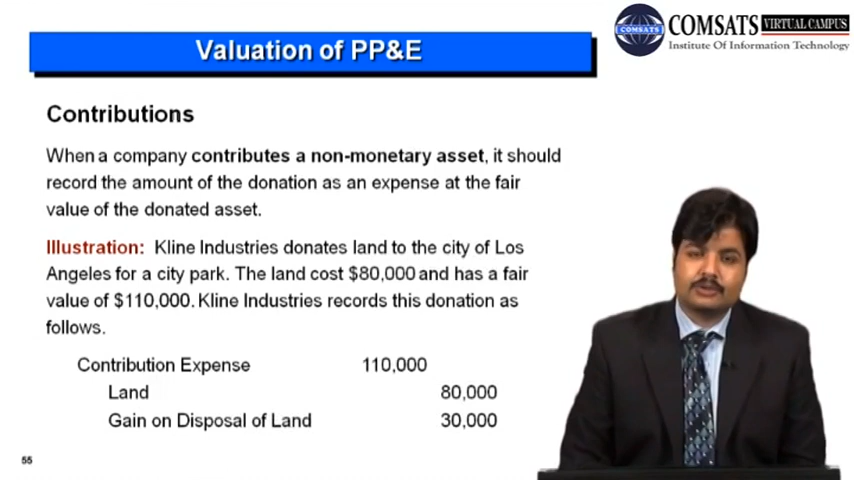 Valuation of PP&E
COMSATS
COMSATS VIRTUAL CAMPUS
Institute Of Information Technology
Contributions
When a company contributes a non-monetary asset, it should
record the amount of the donation as an expense at the fair
value of the donated asset.
Illustration: Kline Industries donates land to the city of Los
Angeles for a city park. The land cost $80,000 and has a fair
value of $110,000. Kline Industries records this donation as
follows.
Contribution Expense 110,000
Land 80,000
Gain on Disposal of Land 30,000
55